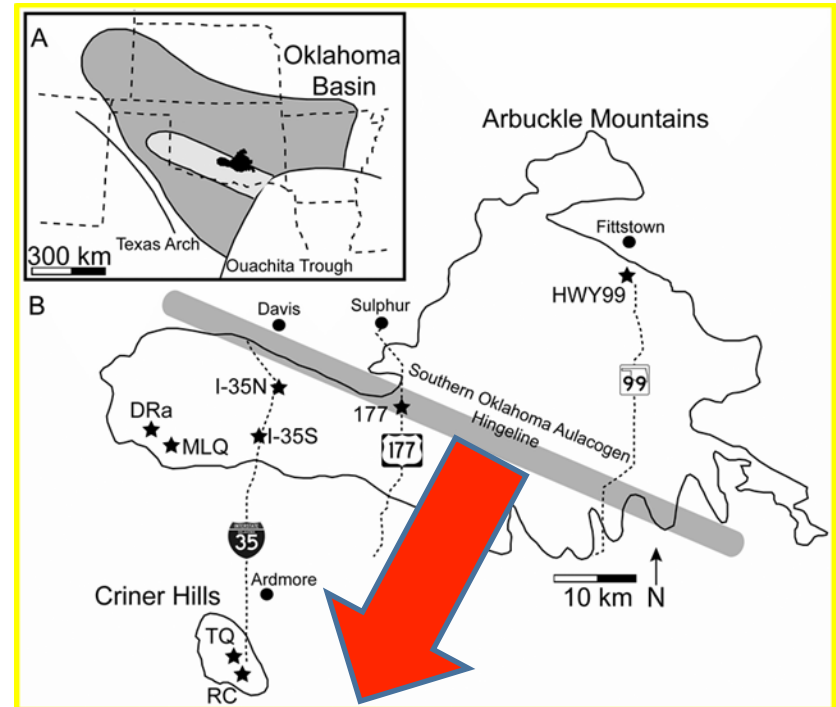 A
Oklahoma
Basin
Texas Arch
Ouachita Trough
300 km
Arbuckle Mountains
Fittstown
HWY99
B
Davis
Sulphur
Southern Oklahoma Aulacogen
Hingeline
99
I-35N
177
DRa
MLQ
I-35S
177
35
Ardmore
Criner Hills
10 km
N
TQ
RC